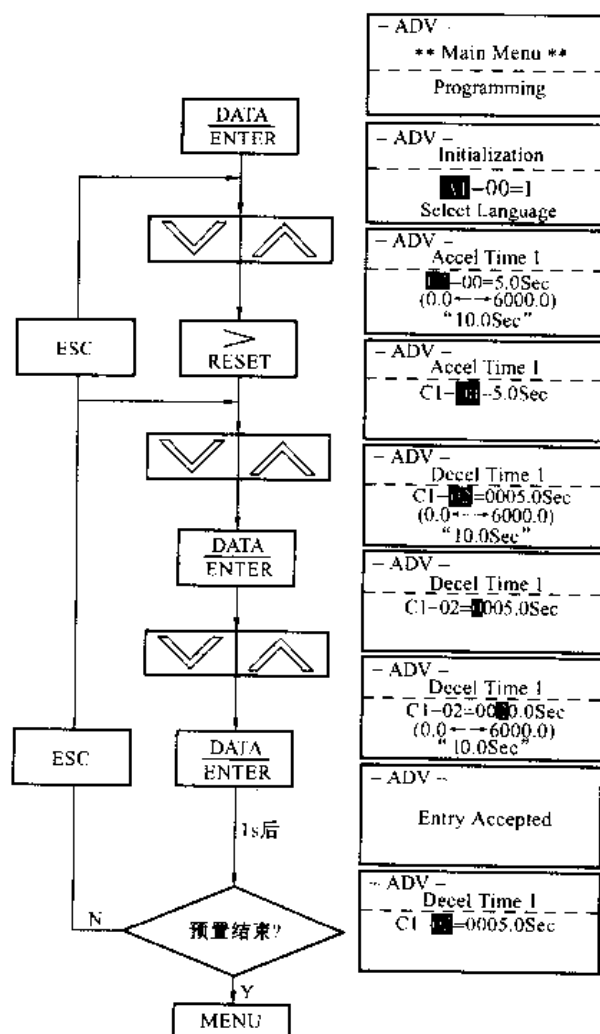 DATA
ENTER
>
RESET
ESC
DATA
ENTER
ESC
DATA
ENTER
1s后
N
预置结束?
Y
MENU
- ADV -
** Main Menu **
Programming
- ADV -
Initialization
-00=1
Select Language
- ADV -
Accel Time 1
-00=5.0Sec
(0.0←→6000.0)
"10.0Sec"
- ADV -
Accel Time 1
C1- -5.0Sec
- ADV -
Decel Time 1
C1- =0005.0Sec
(0.0←→6000.0)
"10.0Sec"
- ADV -
Decel Time 1
C1-02= 005.0Sec
- ADV -
Decel Time 1
C1-02=00 0.0Sec
(0.0←→6000.0)
"10.0Sec"
- ADV -
Entry Accepted
- ADV -
Decel Time 1
C1 =0005.0Sec